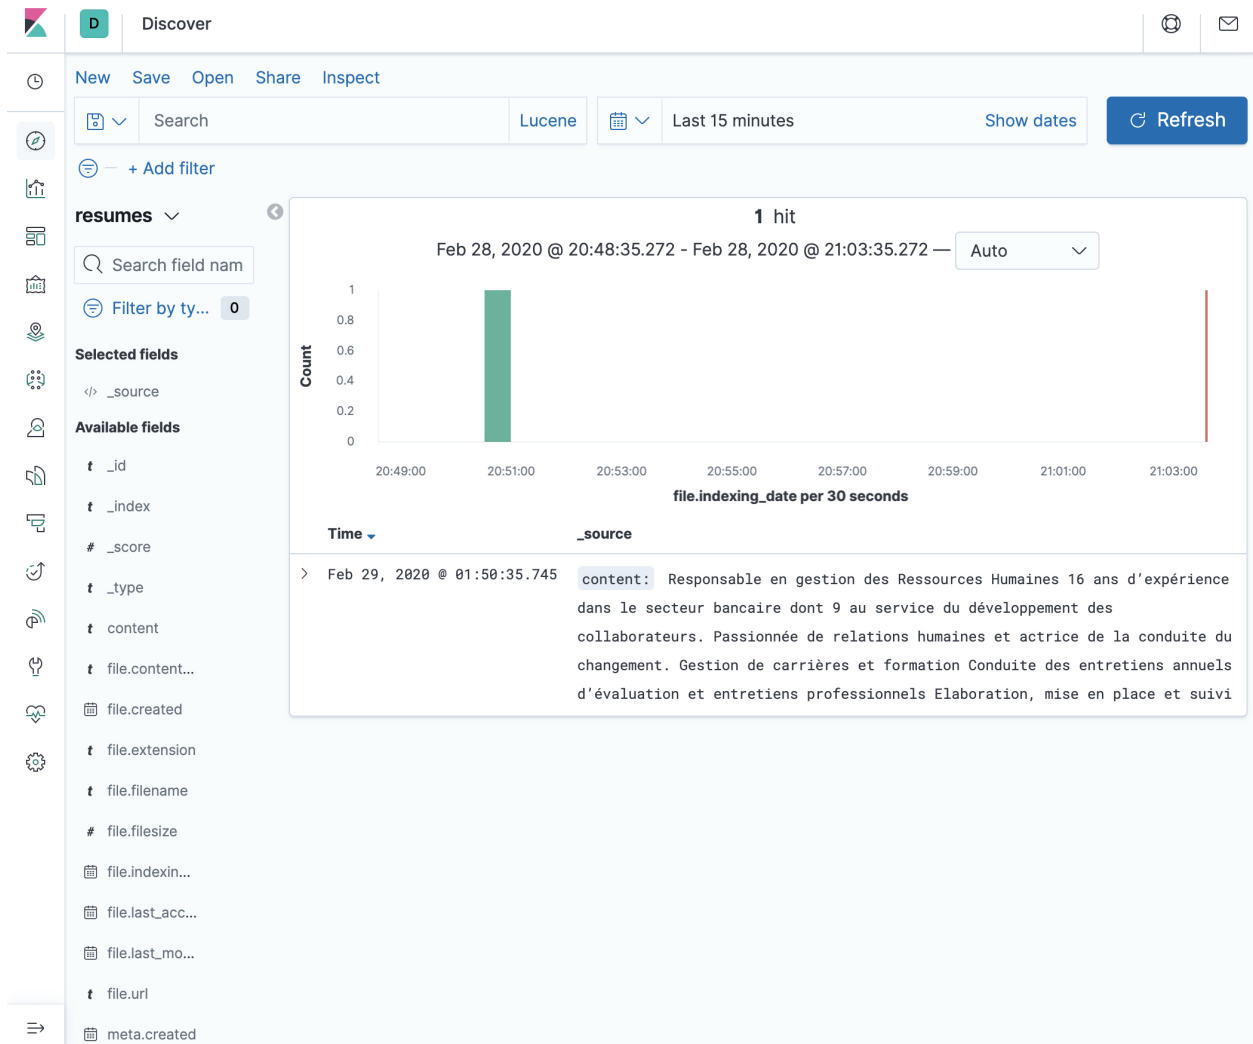 D Discover
New Save Open Share Inspect
Search Lucene Last 15 minutes Show dates Refresh
+ Add filter
resumes
Search field nam
Filter by ty... 0
Selected fields
</> _source
Available fields
t _id
t _index
# _score
t _type
t content
t file.content...
file.created
t file.extension
t file.filename
# file.filesize
file.indexin...
file.last_acc...
file.last_mo...
t file.url
meta.created
1 hit
Feb 28, 2020 @ 20:48:35.272 - Feb 28, 2020 @ 21:03:35.272 — Auto
Count
1
0.8
0.6
0.4
0.2
0
20:49:00 20:51:00 20:53:00 20:55:00 20:57:00 20:59:00 21:01:00 21:03:00
file.indexing_date per 30 seconds
Time _source
Feb 29, 2020 @ 01:50:35.745 content: Responsable en gestion des Ressources Humaines 16 ans d’expérience
dans le secteur bancaire dont 9 au service du développement des
collaborateurs. Passionnée de relations humaines et actrice de la conduite du
changement. Gestion de carrières et formation Conduite des entretiens annuels
d’évaluation et entretiens professionnels Elaboration, mise en place et suivi